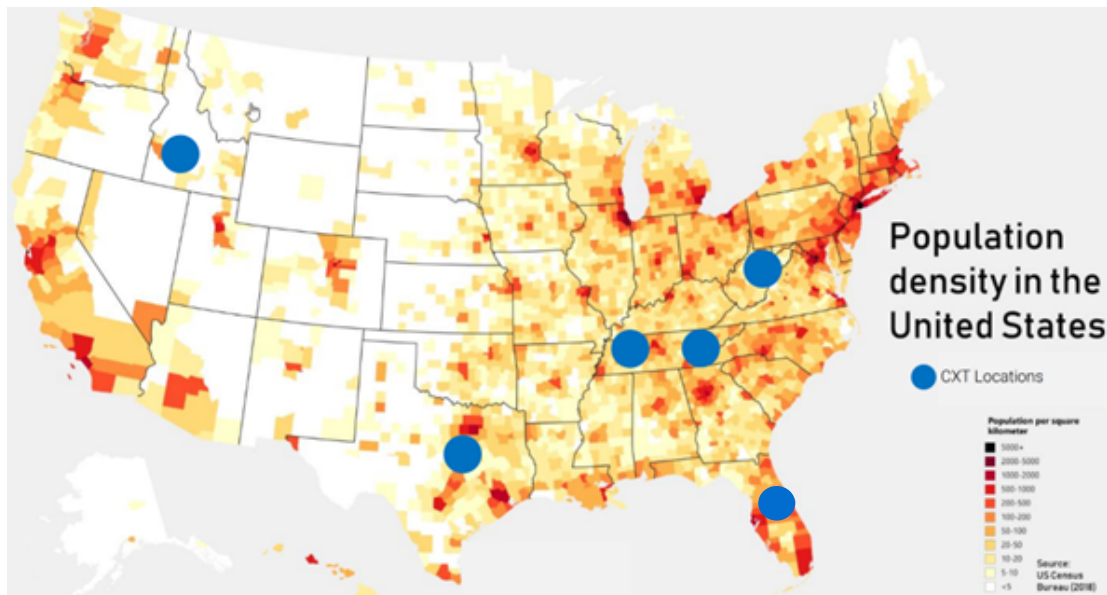 Population
density in the
United States
CXT Locations
Population per square
kilometer
5000+
2000-5000
1000-2000
500-1000
200-500
100-200
50-100
20-50
10-20
5-10
<5
Source:
US Census
Bureau (2018)